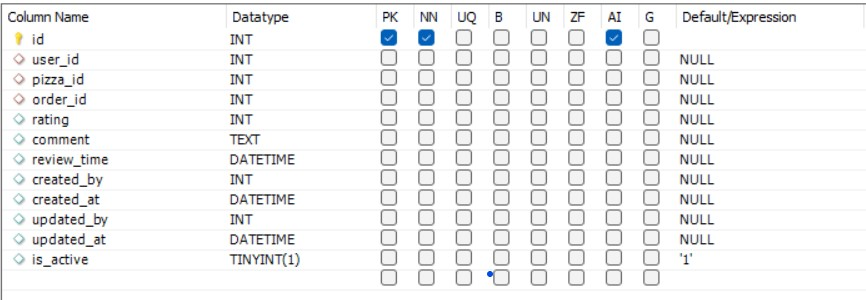 Column Name Datatype PK NN UQ B UN ZF AI G Default/Expression
id INT
user_id INT NULL
pizza_id INT NULL
order_id INT NULL
rating INT NULL
comment TEXT NULL
review_time DATETIME NULL
created_by INT NULL
created_at DATETIME NULL
updated_by INT NULL
updated_at DATETIME NULL
is_active TINYINT(1) '1'